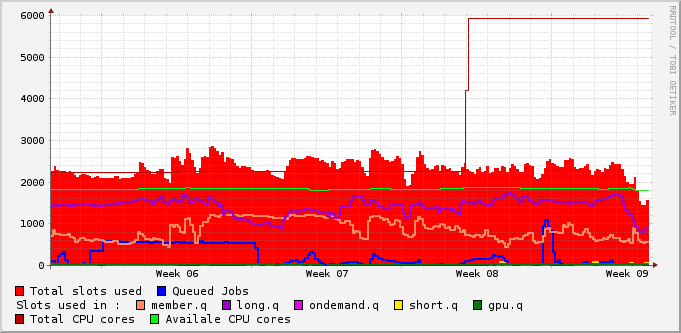 6000
5000
4000
3000
2000
1000
0
Week 06 Week 07 Week 08 Week 09
Total slots used Queued Jobs
Slots used in : member.q long.q ondemand.q short.q gpu.q
Total CPU cores Availale CPU cores
RRDTOOL / TOBI OETIKER